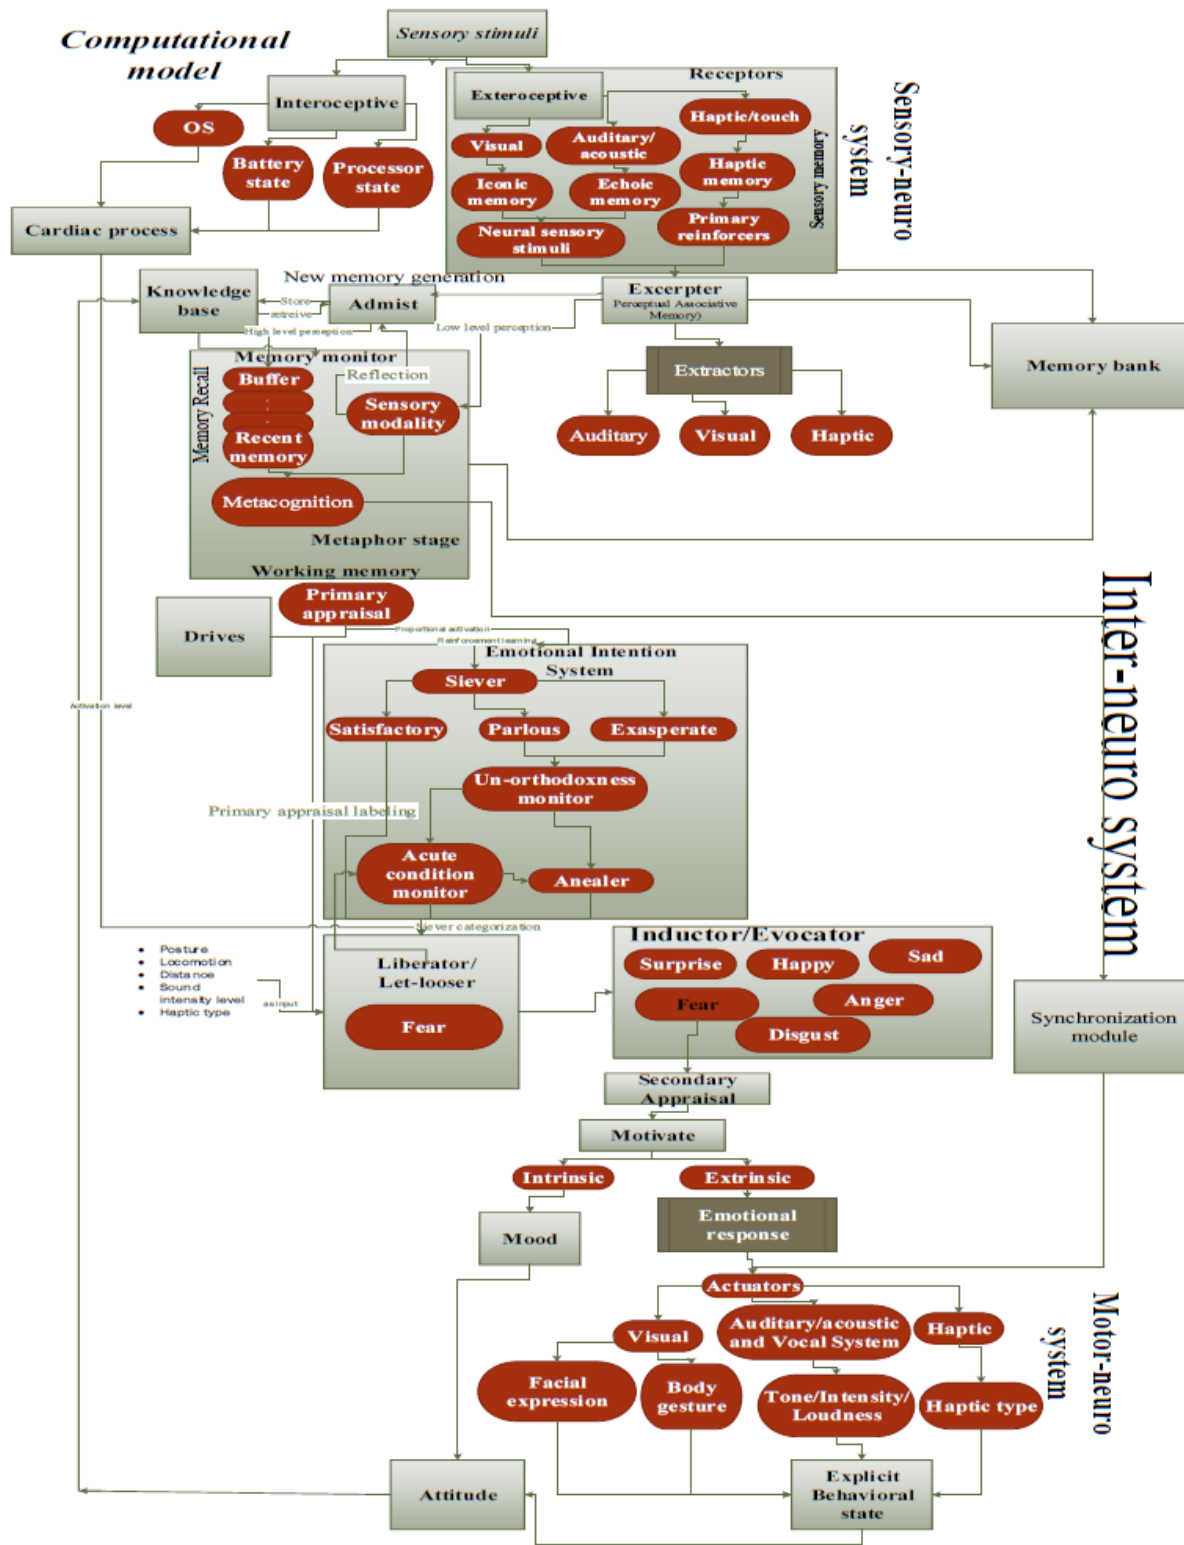 Computational
model
Sensory stimuli
Interoceptive
OS
Battery
state
Processor
state
Cardiac process
Receptors
Exteroceptive
Haptic/touch
Visual
Auditary/
acoustic
Iconic
memory
Echoic
memory
Haptic
memory
Neural sensory
stimuli
Primary
reinforcers
Sensory memory
Sensory-neuro
system
New memory generation
Knowledge
base
Store
retreive
Admist
High level perception
Low level perception
Excerpter
Perceptual Associative
Memory)
Extractors
Auditary
Visual
Haptic
Memory bank
Memory monitor
Memory Recall
Buffer
.
.
Recent
memory
Reflection
Sensory
modality
Metacognition
Metaphor stage
Working memory
Primary
appraisal
Drives
Proportional activation
Reinforcement learning
Emotional Intention
System
Siever
Satisfactory
Parlous
Exasperate
Un-orthodoxness
monitor
Primary appraisal labeling
Acute
condition
monitor
Anealer
Activation level
Siever categorization
Inter-neuro system
• Posture
• Locomotion
• Distance
• Sound
intensity level
• Haptic type
as input
Liberator/
Let-looser
Fear
Inductor/Evocator
Surprise
Happy
Sad
Fear
Anger
Disgust
Synchronization
module
Secondary
Appraisal
Motivate
Intrinsic
Extrinsic
Mood
Emotional
response
Actuators
Visual
Auditary/acoustic
and Vocal System
Haptic
Facial
expression
Body
gesture
Tone/Intensity/
Loudness
Haptic type
Motor-neuro
system
Attitude
Explicit
Behavioral
state